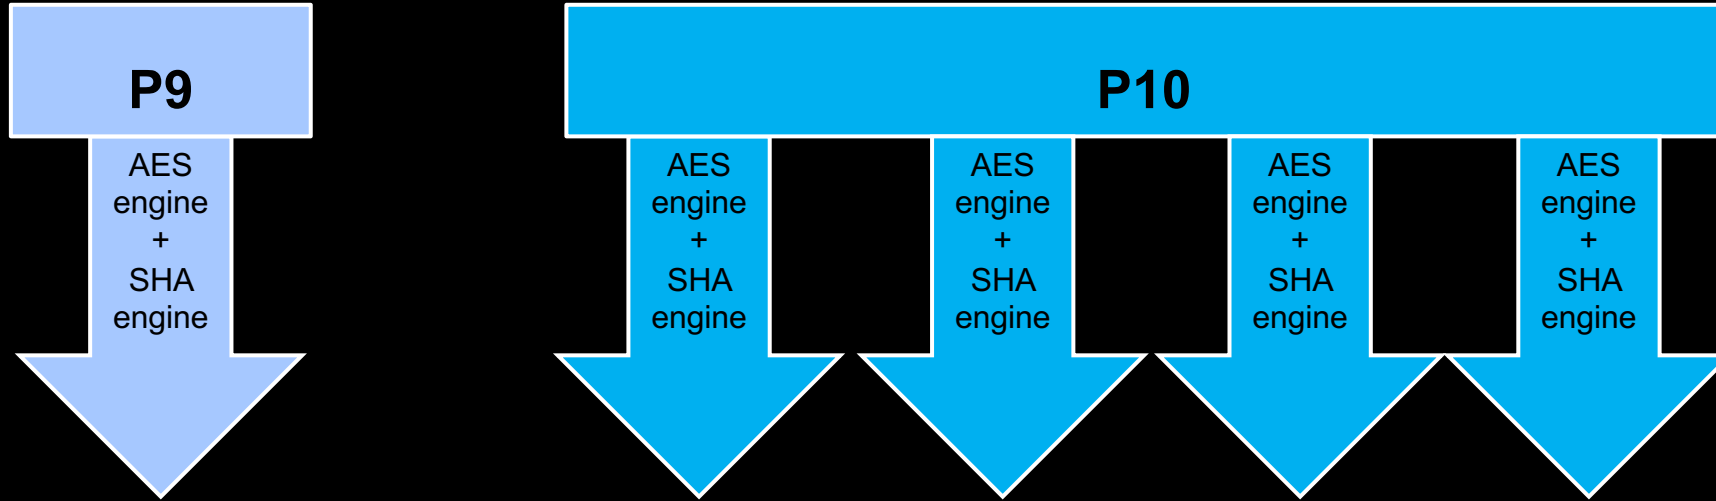 P9
P10
AES
engine
+
SHA
engine
AES
engine
+
SHA
engine
AES
engine
+
SHA
engine
AES
engine
+
SHA
engine
AES
engine
+
SHA
engine